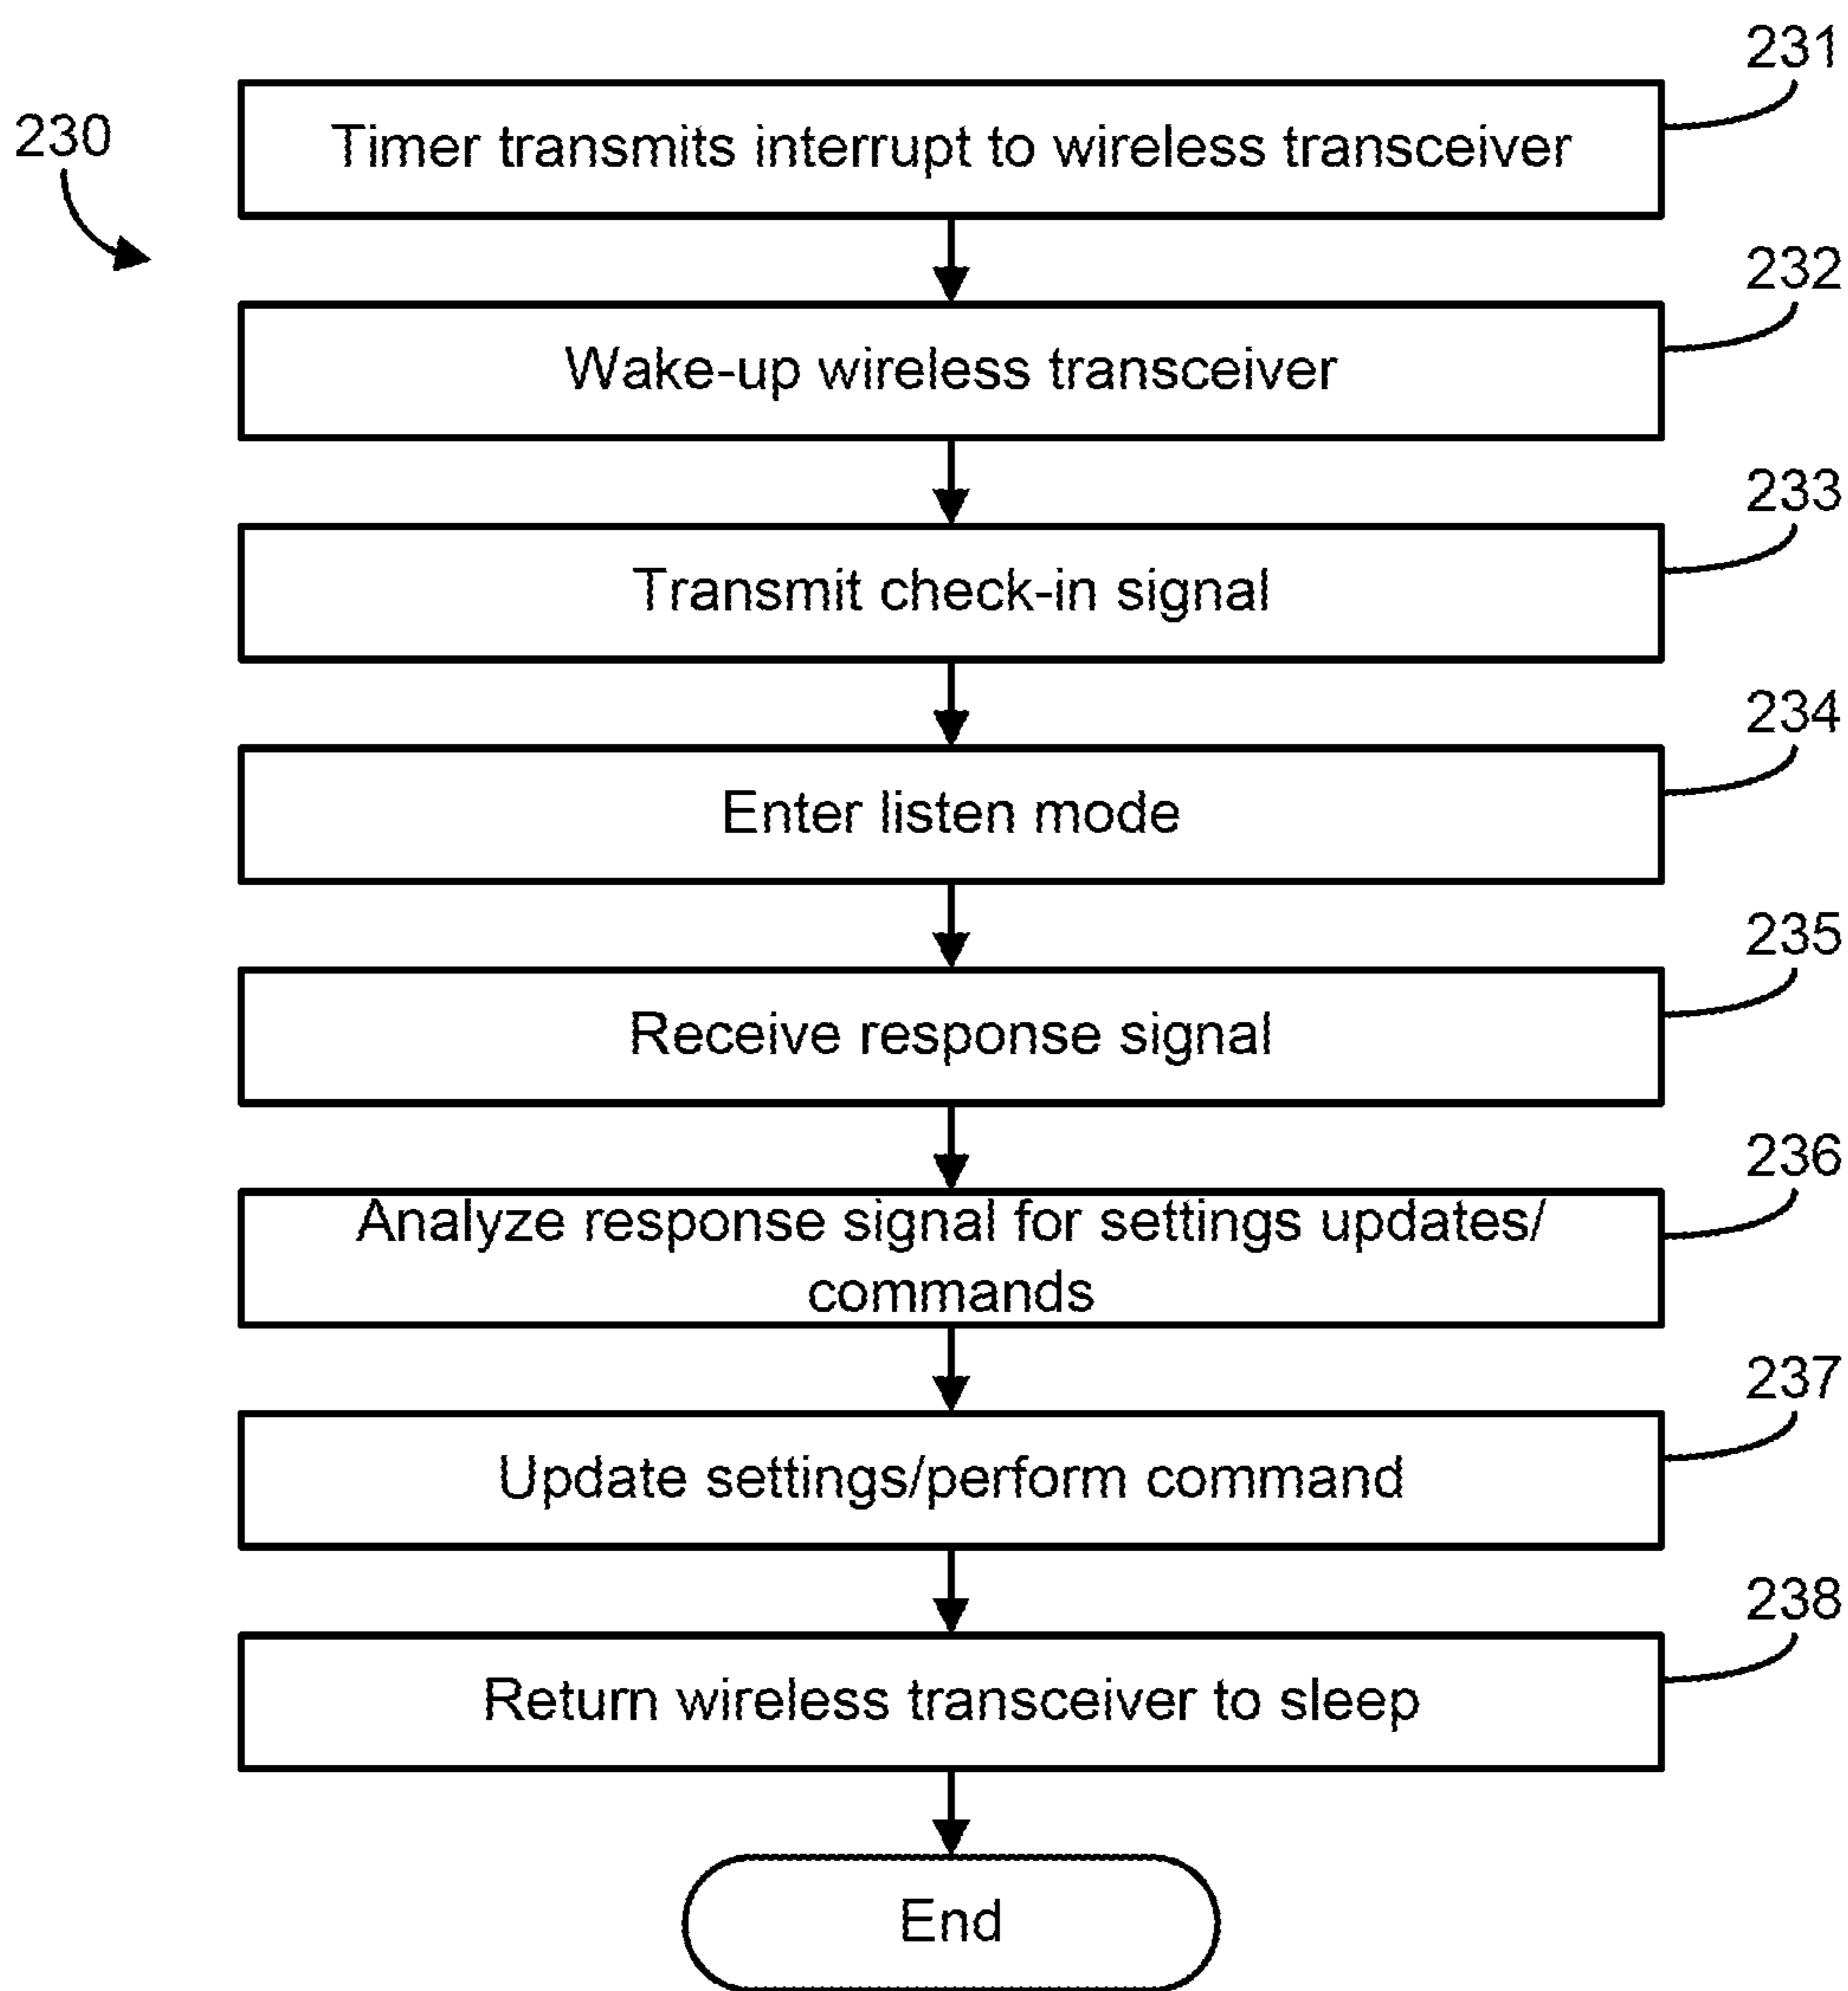 231
230
Timer transmits interrupt to wireless transceiver
232
Wake-up wireless transceiver
233
Transmit check-in signal
234
Enter listen mode
235
Receive response signal
236
Analyze response signal for settings updates/
commands
237
Update settings/perform command
238
Return wireless transceiver to sleep
End